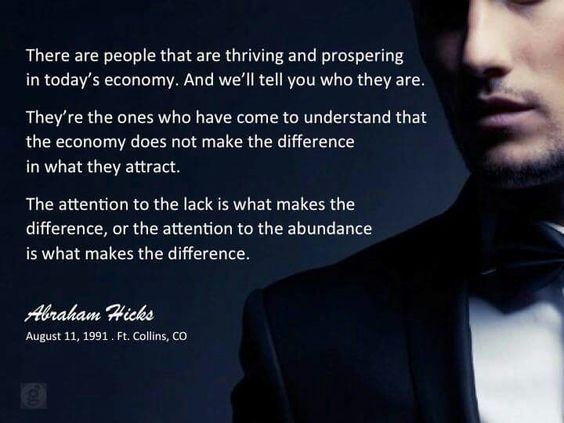 There are people that are thriving and prospering
in today's economy. And we'll tell you who they are.
They're the ones who have come to understand that
the economy does not make the difference
in what they attract.
The attention to the lack is what makes the
difference, or the attention to the abundance
is what makes the difference.
Abraham Hicks
August 11, 1991 . Ft. Collins, CO
g